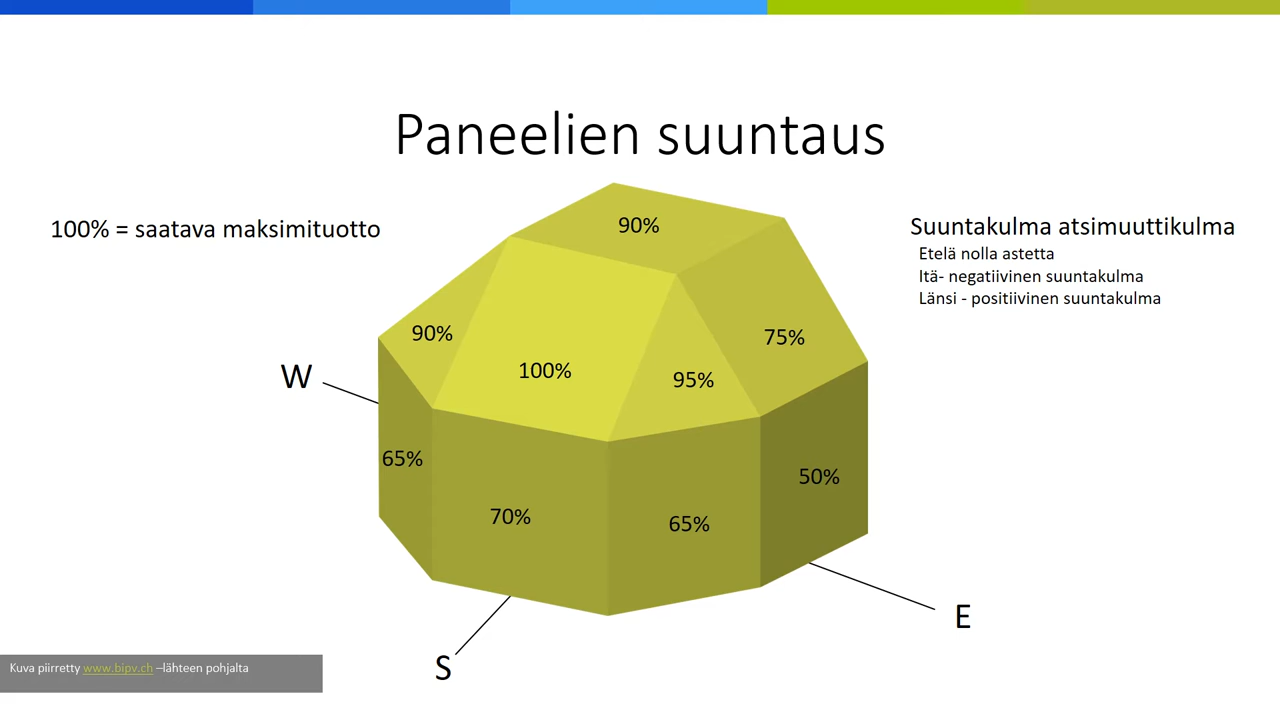 Paneelien suuntaus
100% = saatava maksimituotto
Suuntakulma atsimuuttikulma
Etelä nolla astetta
Itä- negatiivinen suuntakulma
Länsi - positiivinen suuntakulma
90%
90%
100%
95%
75%
W
65%
70%
65%
50%
S
E
Kuva piirretty www.bipv.ch –lähteen pohjalta